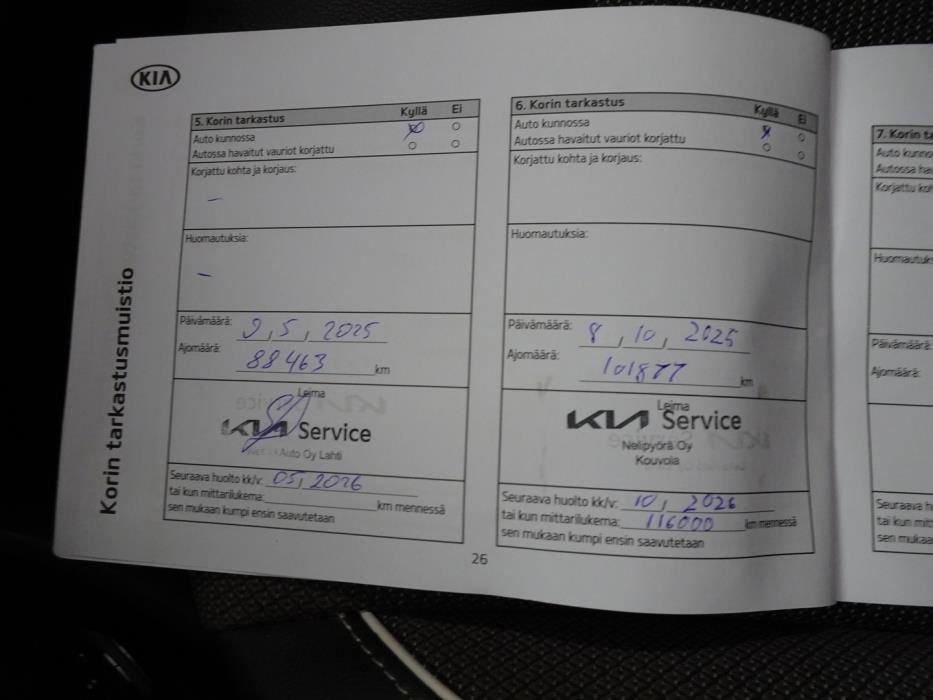 KIA
Korin tarkastusmuistio
5. Korin tarkastus Kyllä Ei
Auto kunnossa
Autossa havaitut vauriot korjattu
Korjattu kohta ja korjaus:
–
Huomautuksia:
–
Päivämäärä: 9,5, 2025
Ajomäärä: 88463 km
Leima
KIA Service
Auto Oy Lahti
Seuraava huolto kk/v: 05, 2026
tai kun mittarilukema: km mennessä
sen mukaan kumpi ensin saavutetaan
6. Korin tarkastus Kyllä Ei
Auto kunnossa
Autossa havaitut vauriot korjattu
Korjattu kohta ja korjaus:
Huomautuksia:
Päivämäärä: 8, 10, 2025
Ajomäärä: 101877 km
Leima
KIA Service
Nelipyörä Oy
Kouvola
Seuraava huolto kk/v: 10, 2026
tai kun mittarilukema: 116000 km mennessä
sen mukaan kumpi ensin saavutetaan
26
7. Korin
Auto
Autossa
Korjattu
Päivämäärä:
Ajomäärä:
Seuraava
tai kun
sen